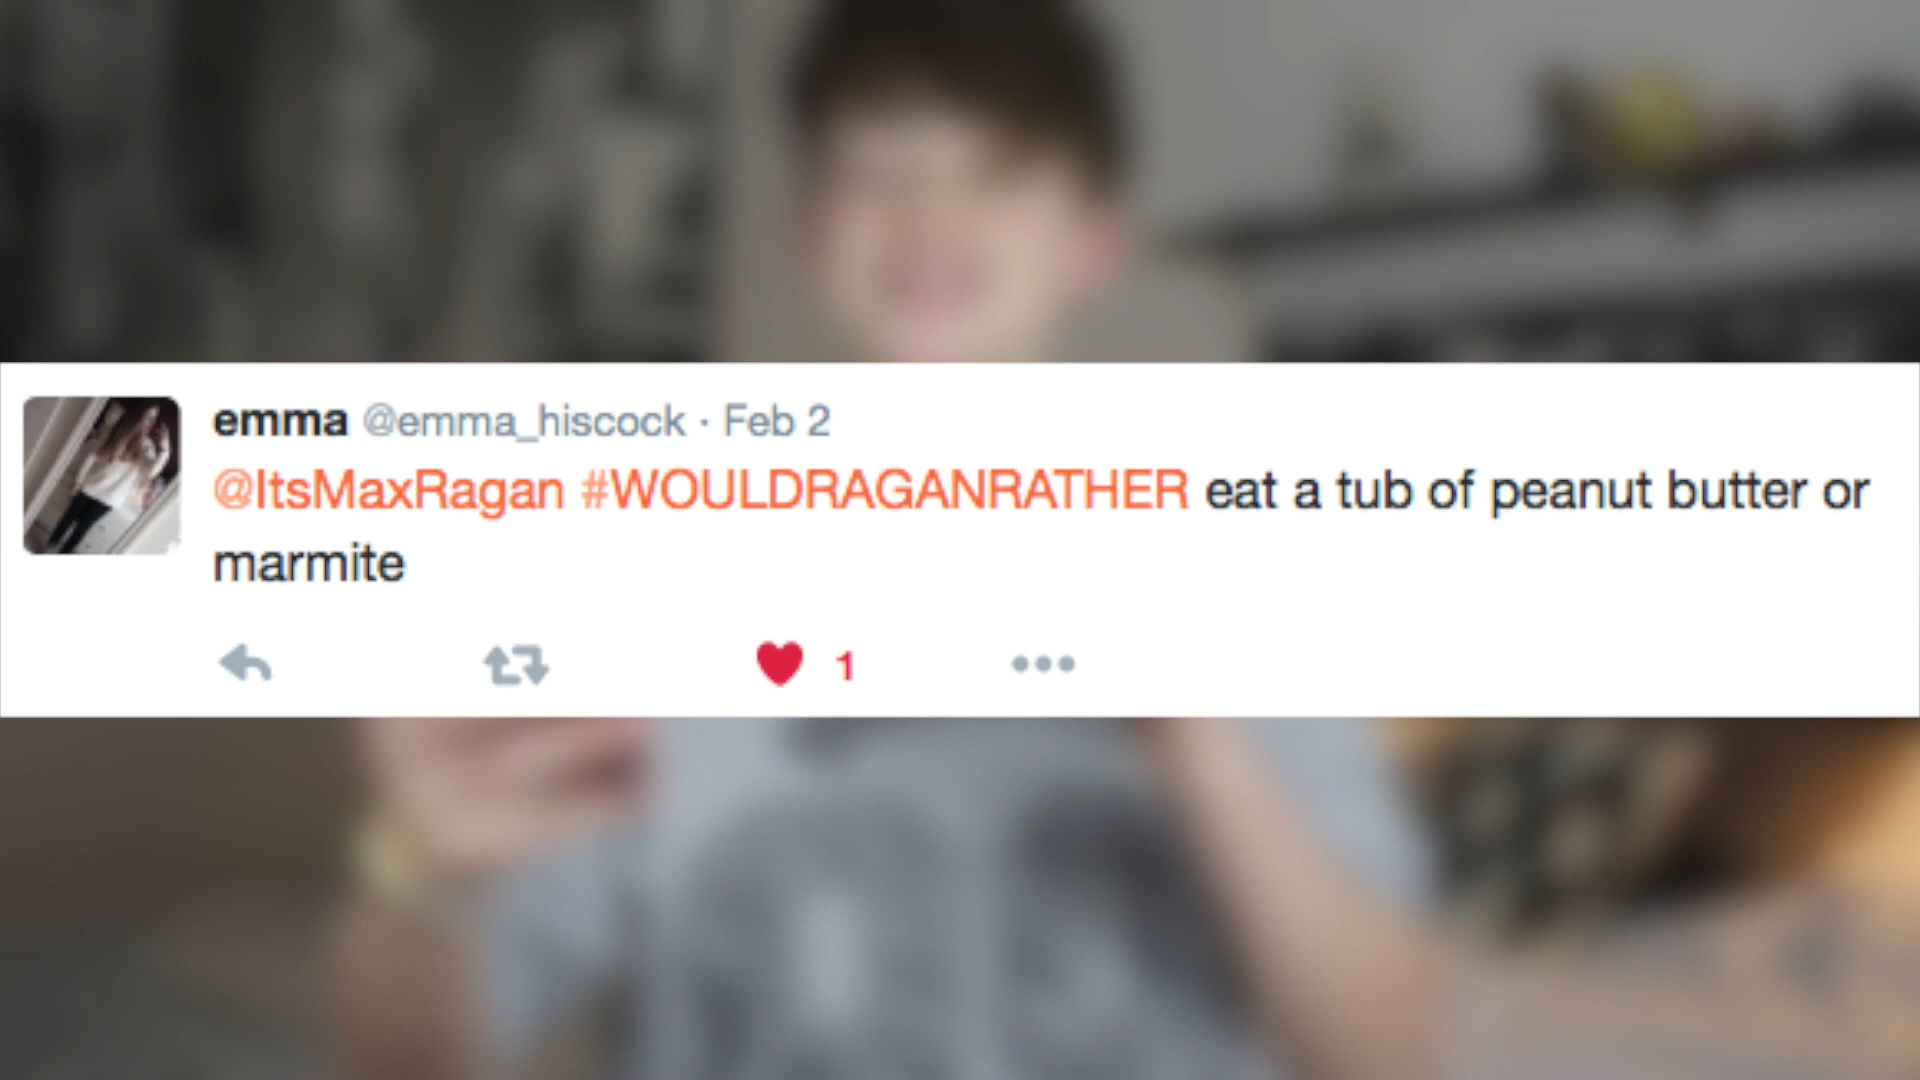 emma @emma_hiscock · Feb 2
@ItsMaxRagan #WOULDRAGANRATHER eat a tub of peanut butter or
marmite
1